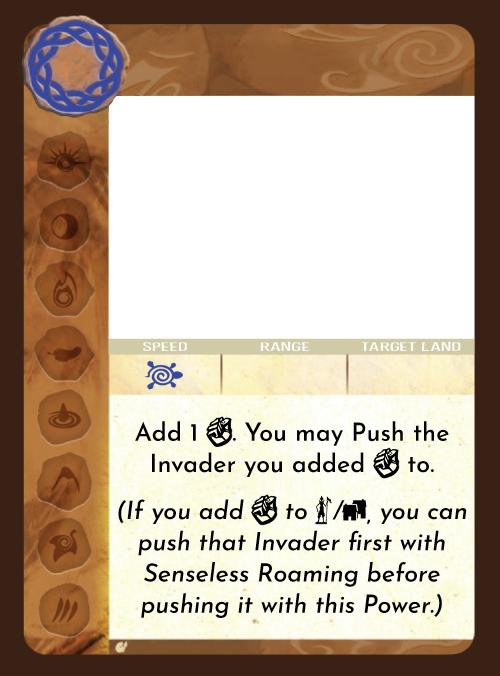 SPEED RANGE TARGET LAND
Add 1 . You may Push the
Invader you added to.
(If you add to /, you can
push that Invader first with
Senseless Roaming before
pushing it with this Power.)